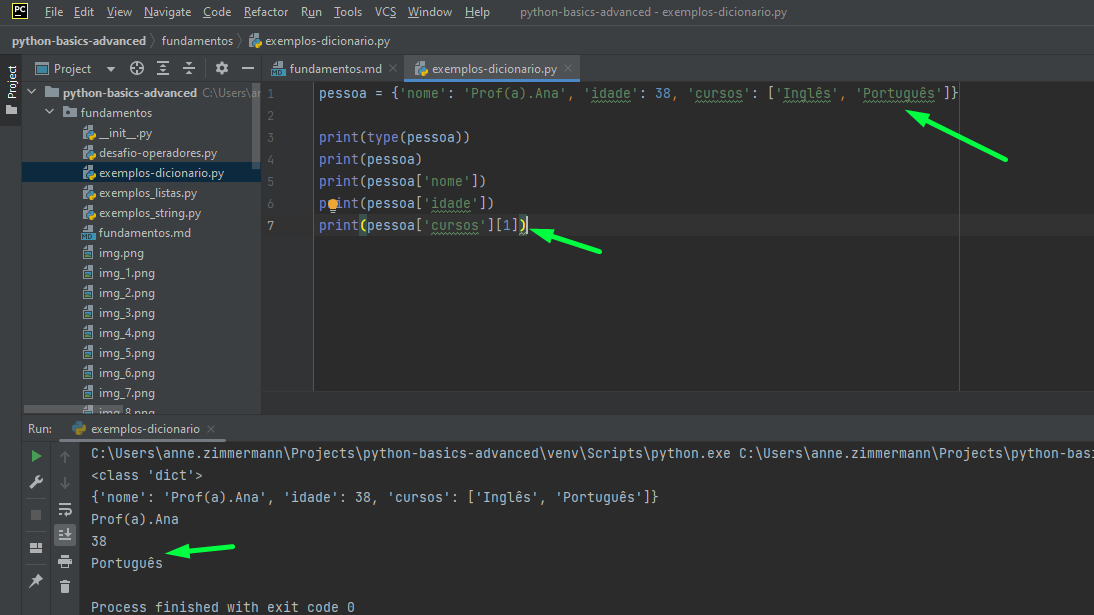 PC File Edit View Navigate Code Refactor Run Tools VCS Window Help python-basics-advanced - exemplos-dicionario.py
python-basics-advanced fundamentos exemplos-dicionario.py
Project
Project
python-basics-advanced C:\Users\ar
fundamentos
__init__.py
desafio-operadores.py
exemplos-dicionario.py
exemplos_listas.py
exemplos_string.py
fundamentos.md
img.png
img_1.png
img_2.png
img_3.png
img_4.png
img_5.png
img_6.png
img_7.png
img_8.png
fundamentos.md exemplos-dicionario.py
1 pessoa = {'nome': 'Prof(a).Ana', 'idade': 38, 'cursos': ['Inglês', 'Português']}
2
3 print(type(pessoa))
4 print(pessoa)
5 print(pessoa['nome'])
6 print(pessoa['idade'])
7 print(pessoa['cursos'][1])
Run: exemplos-dicionario
C:\Users\anne.zimmermann\Projects\python-basics-advanced\venv\Scripts\python.exe C:\Users\anne.zimmermann/Projects/python-basi
<class 'dict'>
{'nome': 'Prof(a).Ana', 'idade': 38, 'cursos': ['Inglês', 'Português']}
Prof(a).Ana
38
Português
Process finished with exit code 0